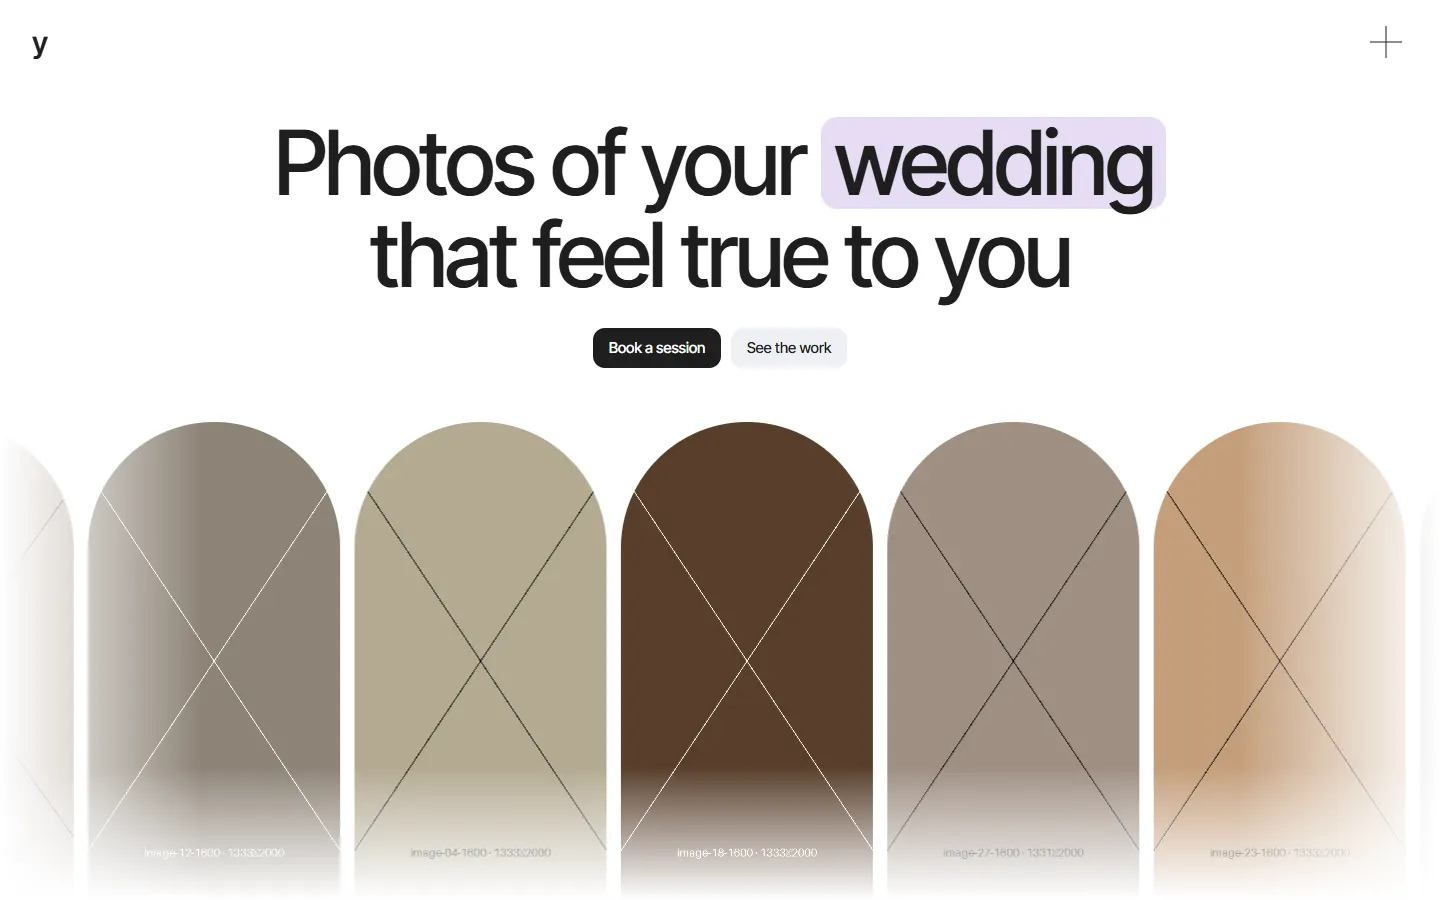 y
Photos of your wedding
that feel true to you
Book a session
See the work
image-12-1600 · 1333x2000
image-04-1600 · 1333x2000
image-18-1600 · 1333x2000
image-27-1600 · 1331x2000
image-23-1600 · 1333x2000